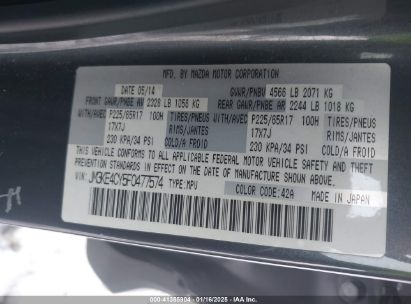 MFD. BY MAZDA MOTOR CORPORATION
DATE 05/14 GVWR/PNBV 4566 LB 2071 KG
FRONT GAWR/PNBE AV 2328 LB 1056 KG REAR GAWR/PNBE AR 2244 LB 1018 KG
WITH/AVEC P225/65R17 100H TIRES/PNEUS WITH/AVEC P225/65R17 100H TIRES/PNEUS
17X7J RIMS/JANTES 17X7J RIMS/JANTES
230 KPA/34 PSI COLD/A FROID 230 KPA/34 PSI COLD/A FROID
THIS VEHICLE CONFORMS TO ALL APPLICABLE FEDERAL MOTOR VEHICLE SAFETY, BUMPER,
AND THEFT PREVENTION STANDARDS IN EFFECT ON THE DATE OF MANUFACTURE SHOWN ABOVE.
VIN: JM3KE4CY5F0477574 TYPE: MPV
COLOR CODE: 42A MADE IN JAPAN
41385904 - 01/16/2025 - IAA Vehicles